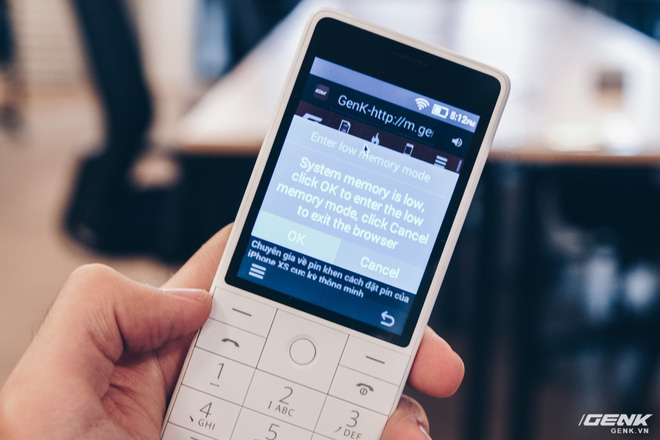 8:12PM
GenK-http://m.ge
Enter low memory mode
System memory is low,
click OK to enter the low
memory mode, click Cancel
to exit the browser
OK
Cancel
Chuyên gia về pin khen cách đặt pin của
iPhone XS cực kỳ thông minh
1
2
ABC
3
DEF
4
GHI
5
GENK
GENK.VN